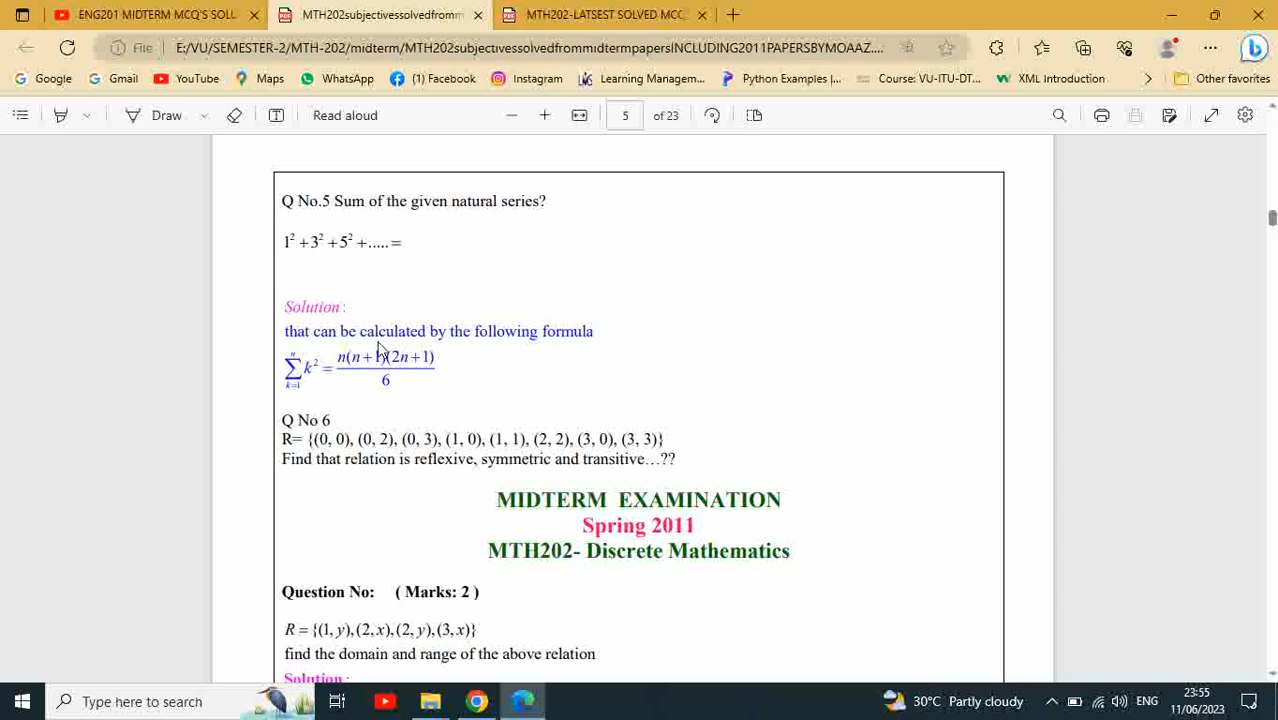 ENG201 MIDTERM MCQ'S SOLU
MTH202subjectivessolvedfromm
MTH202-LATSEST SOLVED MCQ
File
E:/VU/SEMESTER-2/MTH-202/midterm/MTH202subjectivessolvedfrommidtermpapersINCLUDING2011PAPERSBYMOAAZ....
Google Gmail YouTube Maps WhatsApp (1) Facebook Instagram Learning Managem... Python Examples |... Course: VU-ITU-DT... XML Introduction Other favorites
Draw Read aloud 5 of 23
Q No.5 Sum of the given natural series?
1² + 3² + 5² + ..... =
Solution :
that can be calculated by the following formula
∑ₖ₌₁ⁿ k² = n(n+1)(2n+1) / 6
Q No 6
R= {(0, 0), (0, 2), (0, 3), (1, 0), (1, 1), (2, 2), (3, 0), (3, 3)}
Find that relation is reflexive, symmetric and transitive…??
MIDTERM EXAMINATION
Spring 2011
MTH202- Discrete Mathematics
Question No: ( Marks: 2 )
R = {(1, y),(2, x),(2, y),(3, x)}
find the domain and range of the above relation
Solution :
Type here to search
30°C Partly cloudy
ENG
23:55
11/06/2023